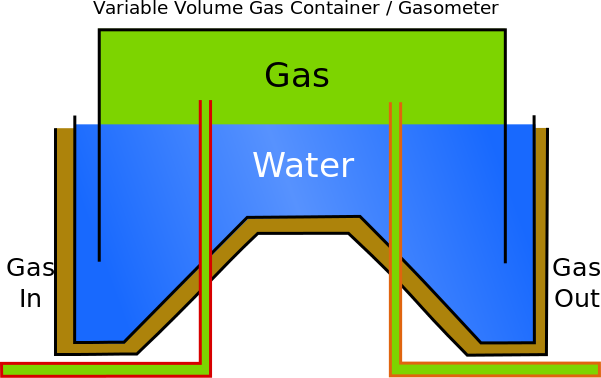 Variable Volume Gas Container / Gasometer
Gas
Water
Gas
In
Gas
Out